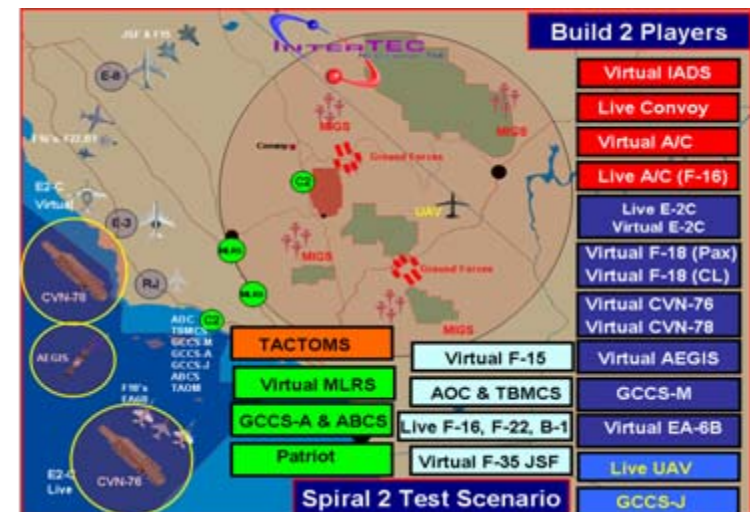 JSF & F15
INTERTEC
Build 2 Players
E-8
Virtual IADS
Live Convoy
MIGS
MIGS
Virtual A/C
Convoy
Ground Forces
Live A/C (F-16)
C2
E2-C
Virtual
UAV
Live E-2C
Virtual E-2C
E-3
MLRS
MIGS
Virtual F-18 (Pax)
Virtual F-18 (CL)
Ground Forces
RJ
CVN-78
MLRS
Virtual CVN-76
Virtual CVN-78
AOC
TBMCS
GCCS-M
GCCS-A
GCCS-J
ABCS
TAOM
C2
MIGS
TACTOMS
Virtual F-15
Virtual AEGIS
AEGIS
Virtual MLRS
AOC & TBMCS
GCCS-M
F18's
EA6B
GCCS-A & ABCS
Live F-16, F-22, B-1
Virtual EA-6B
Patriot
Virtual F-35 JSF
Live UAV
E2-C
Live
CVN-76
Spiral 2 Test Scenario
GCCS-J